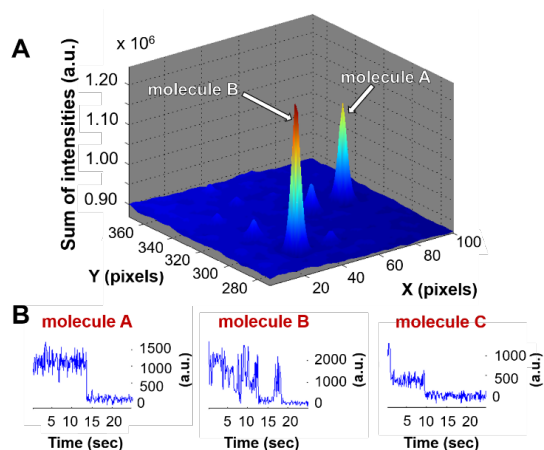 A
x 10⁶
Sum of intensities (a.u.)
1.20
1.10
1.00
0.90
molecule B
molecule A
360
340
320
300
280
Y (pixels)
20
40
60
80
100
X (pixels)
B
molecule A
1500
1000
500
0
(a.u.)
5 10 15 20
Time (sec)
molecule B
2000
1000
0
(a.u.)
5 10 15 20
Time (sec)
molecule C
1000
500
0
(a.u.)
5 10 15 20
Time (sec)